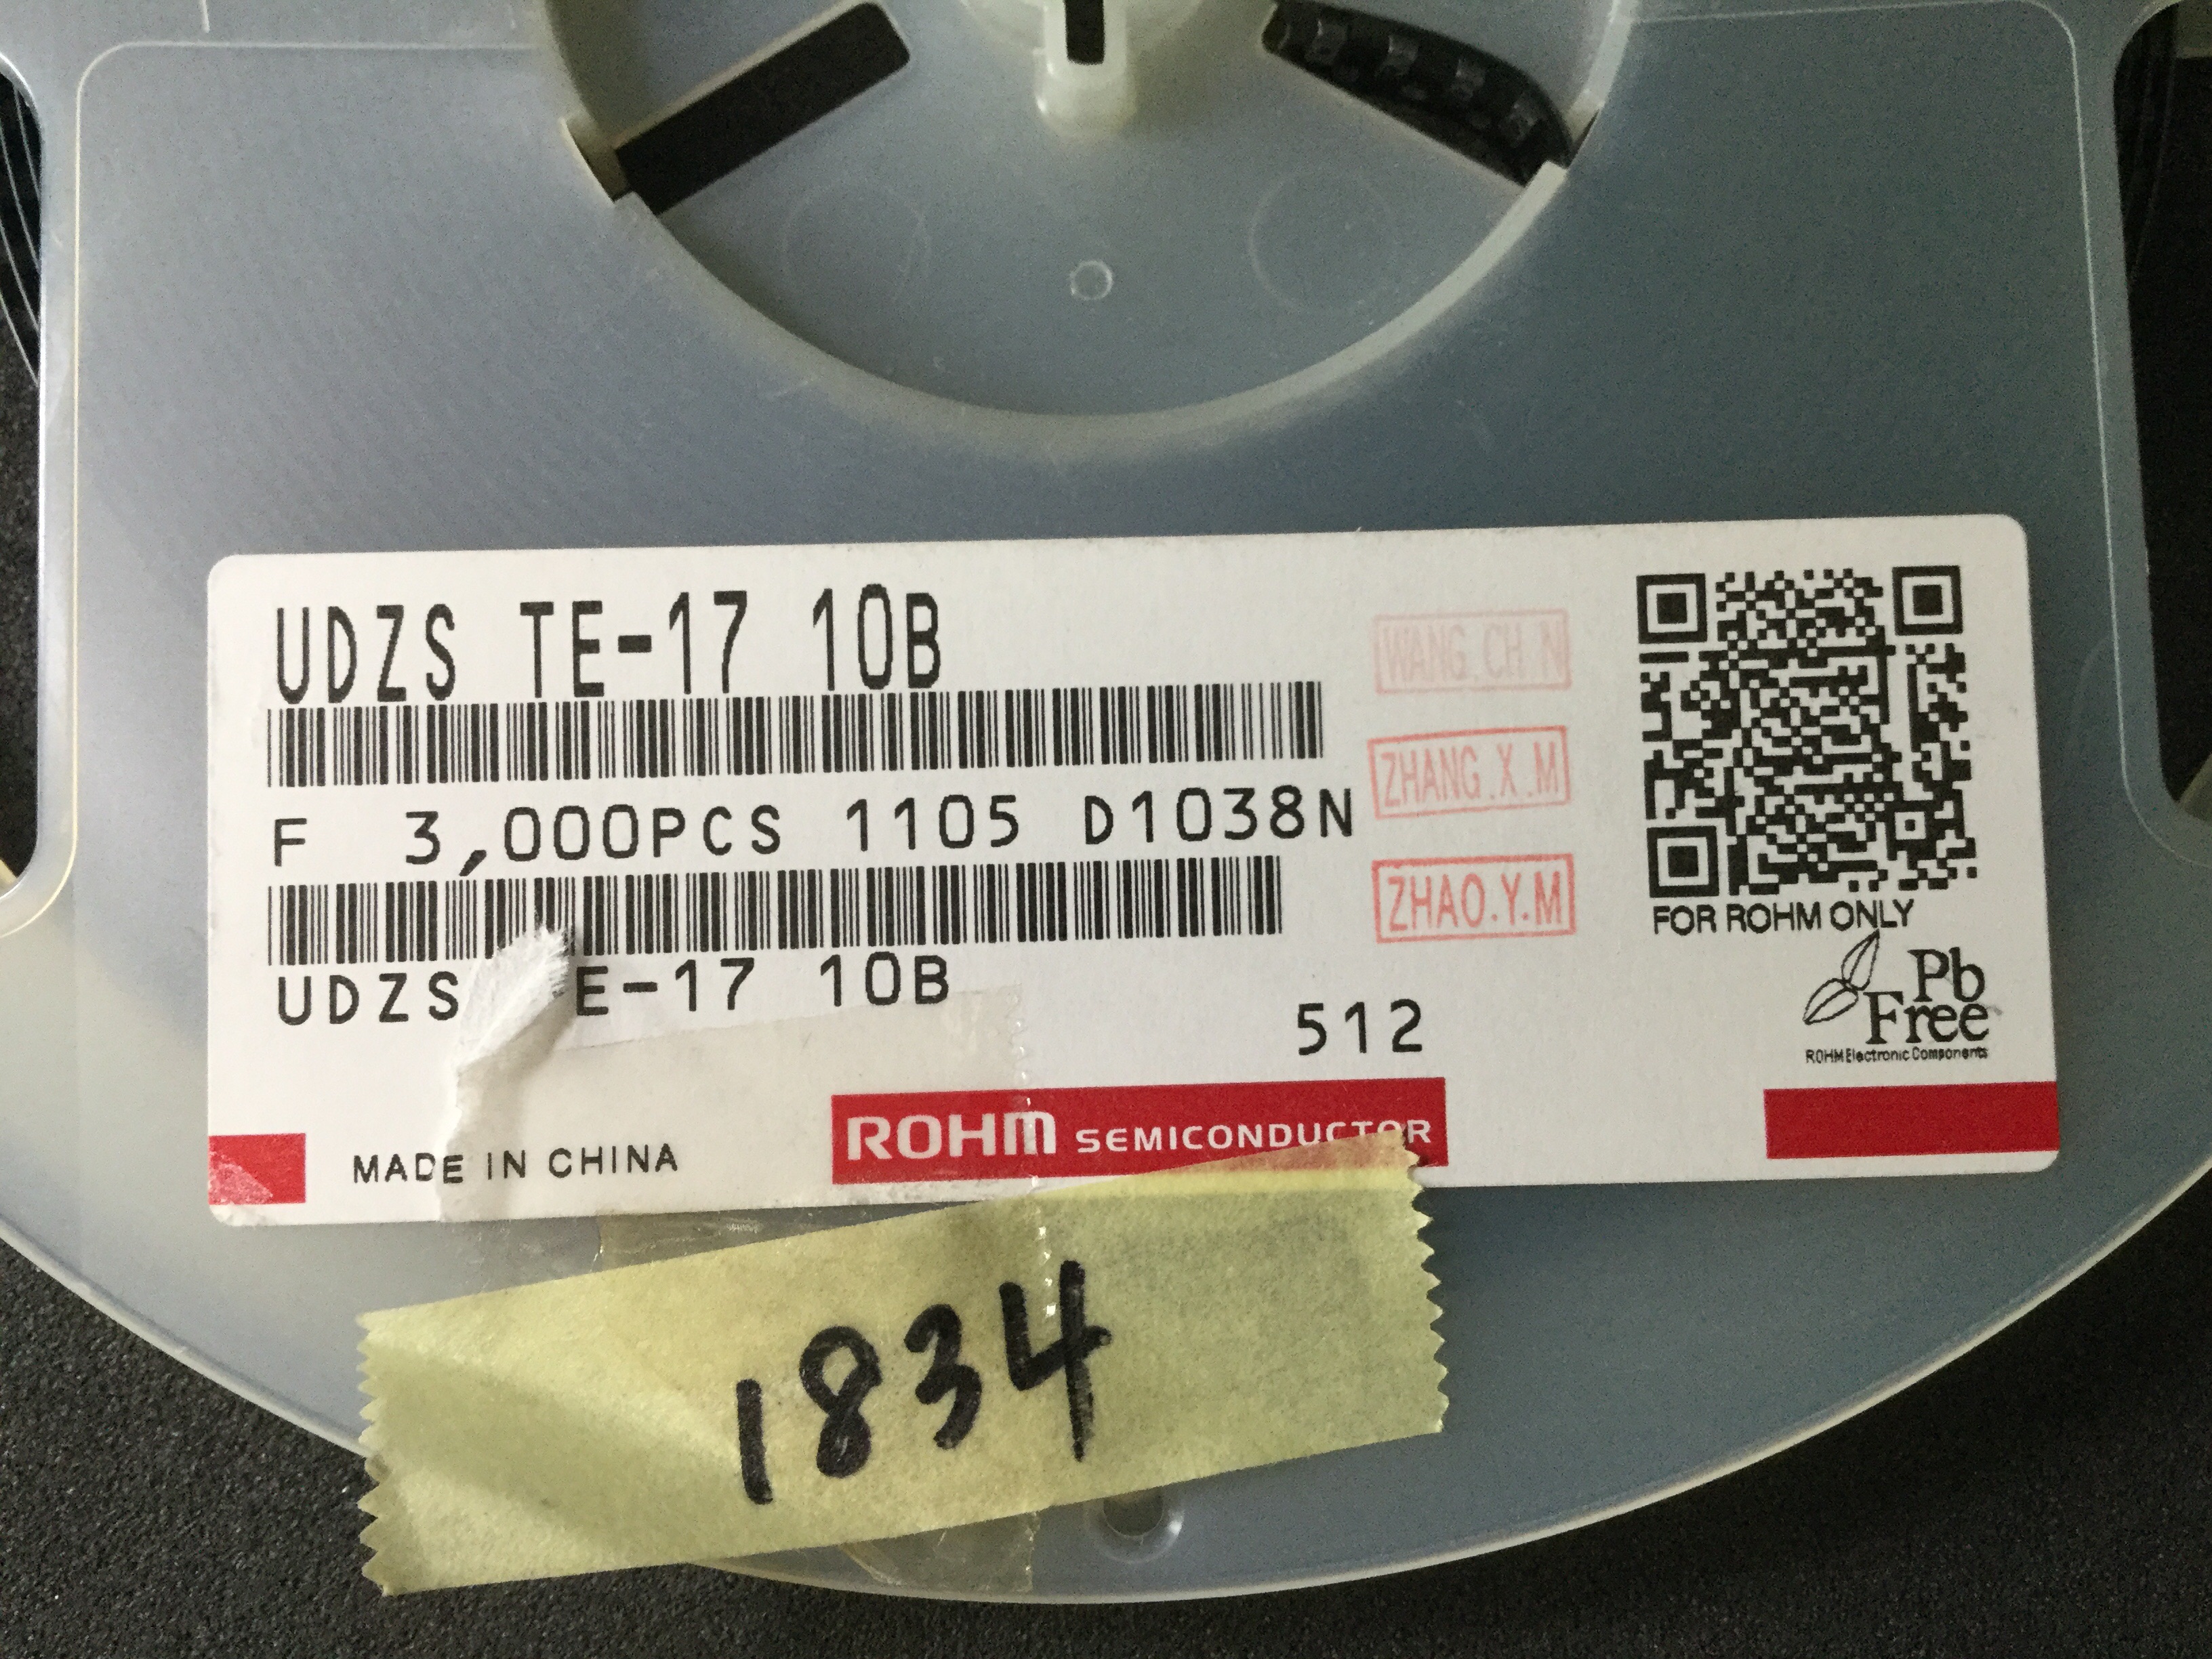 UDZS TE-17 10B
WANG.CH.N
ZHANG.X.M
F 3,000PCS 1105 D1038N
ZHAO.Y.M
FOR ROHM ONLY
UDZS E-17 10B
512
Pb
Free
ROHM Electronic Components
MADE IN CHINA
ROHM SEMICONDUCTOR
1834